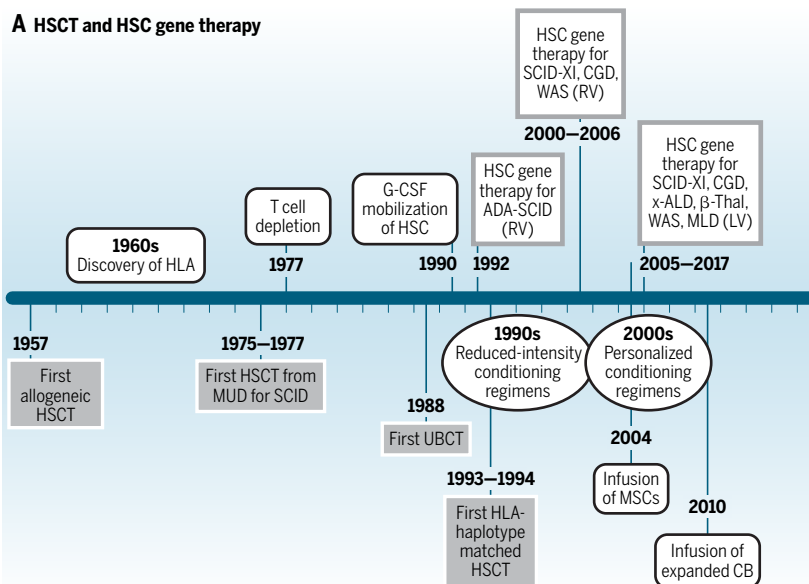 A HSCT and HSC gene therapy
HSC gene
therapy for
SCID-XI, CGD,
WAS (RV)
2000—2006
HSC gene
therapy for
SCID-XI, CGD,
x-ALD, β-Thal,
WAS, MLD (LV)
2005—2017
HSC gene
therapy for
ADA-SCID
(RV)
1992
G-CSF
mobilization
of HSC
1990
T cell
depletion
1977
1960s
Discovery of HLA
1957
First
allogeneic
HSCT
1975—1977
First HSCT from
MUD for SCID
1988
First UBCT
1990s
Reduced-intensity
conditioning
regimens
2000s
Personalized
conditioning
regimens
1993—1994
First HLA-
haplotype
matched
HSCT
2004
Infusion
of MSCs
2010
Infusion of
expanded CB